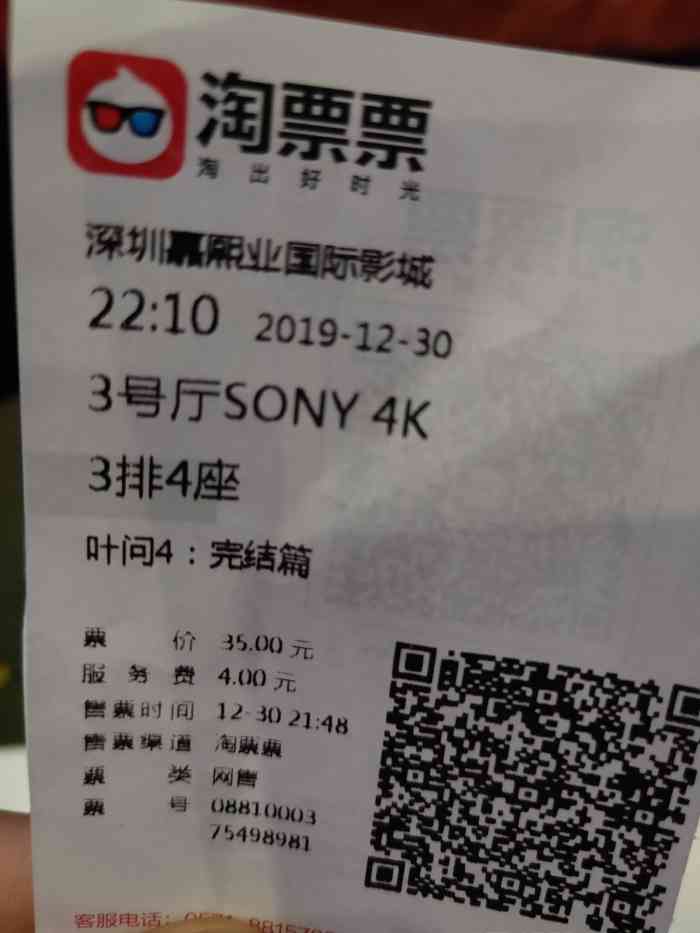 淘票票
淘出好时光
深圳嘉熙业国际影城
22:10 2019-12-30
3号厅SONY 4K
3排4座
叶问4：完结篇
票价 35.00 元
服务费 4.00 元
售票时间 12-30 21:48
售票渠道 淘票票
票类 网售
票号 08810003
75498981
客服电话：